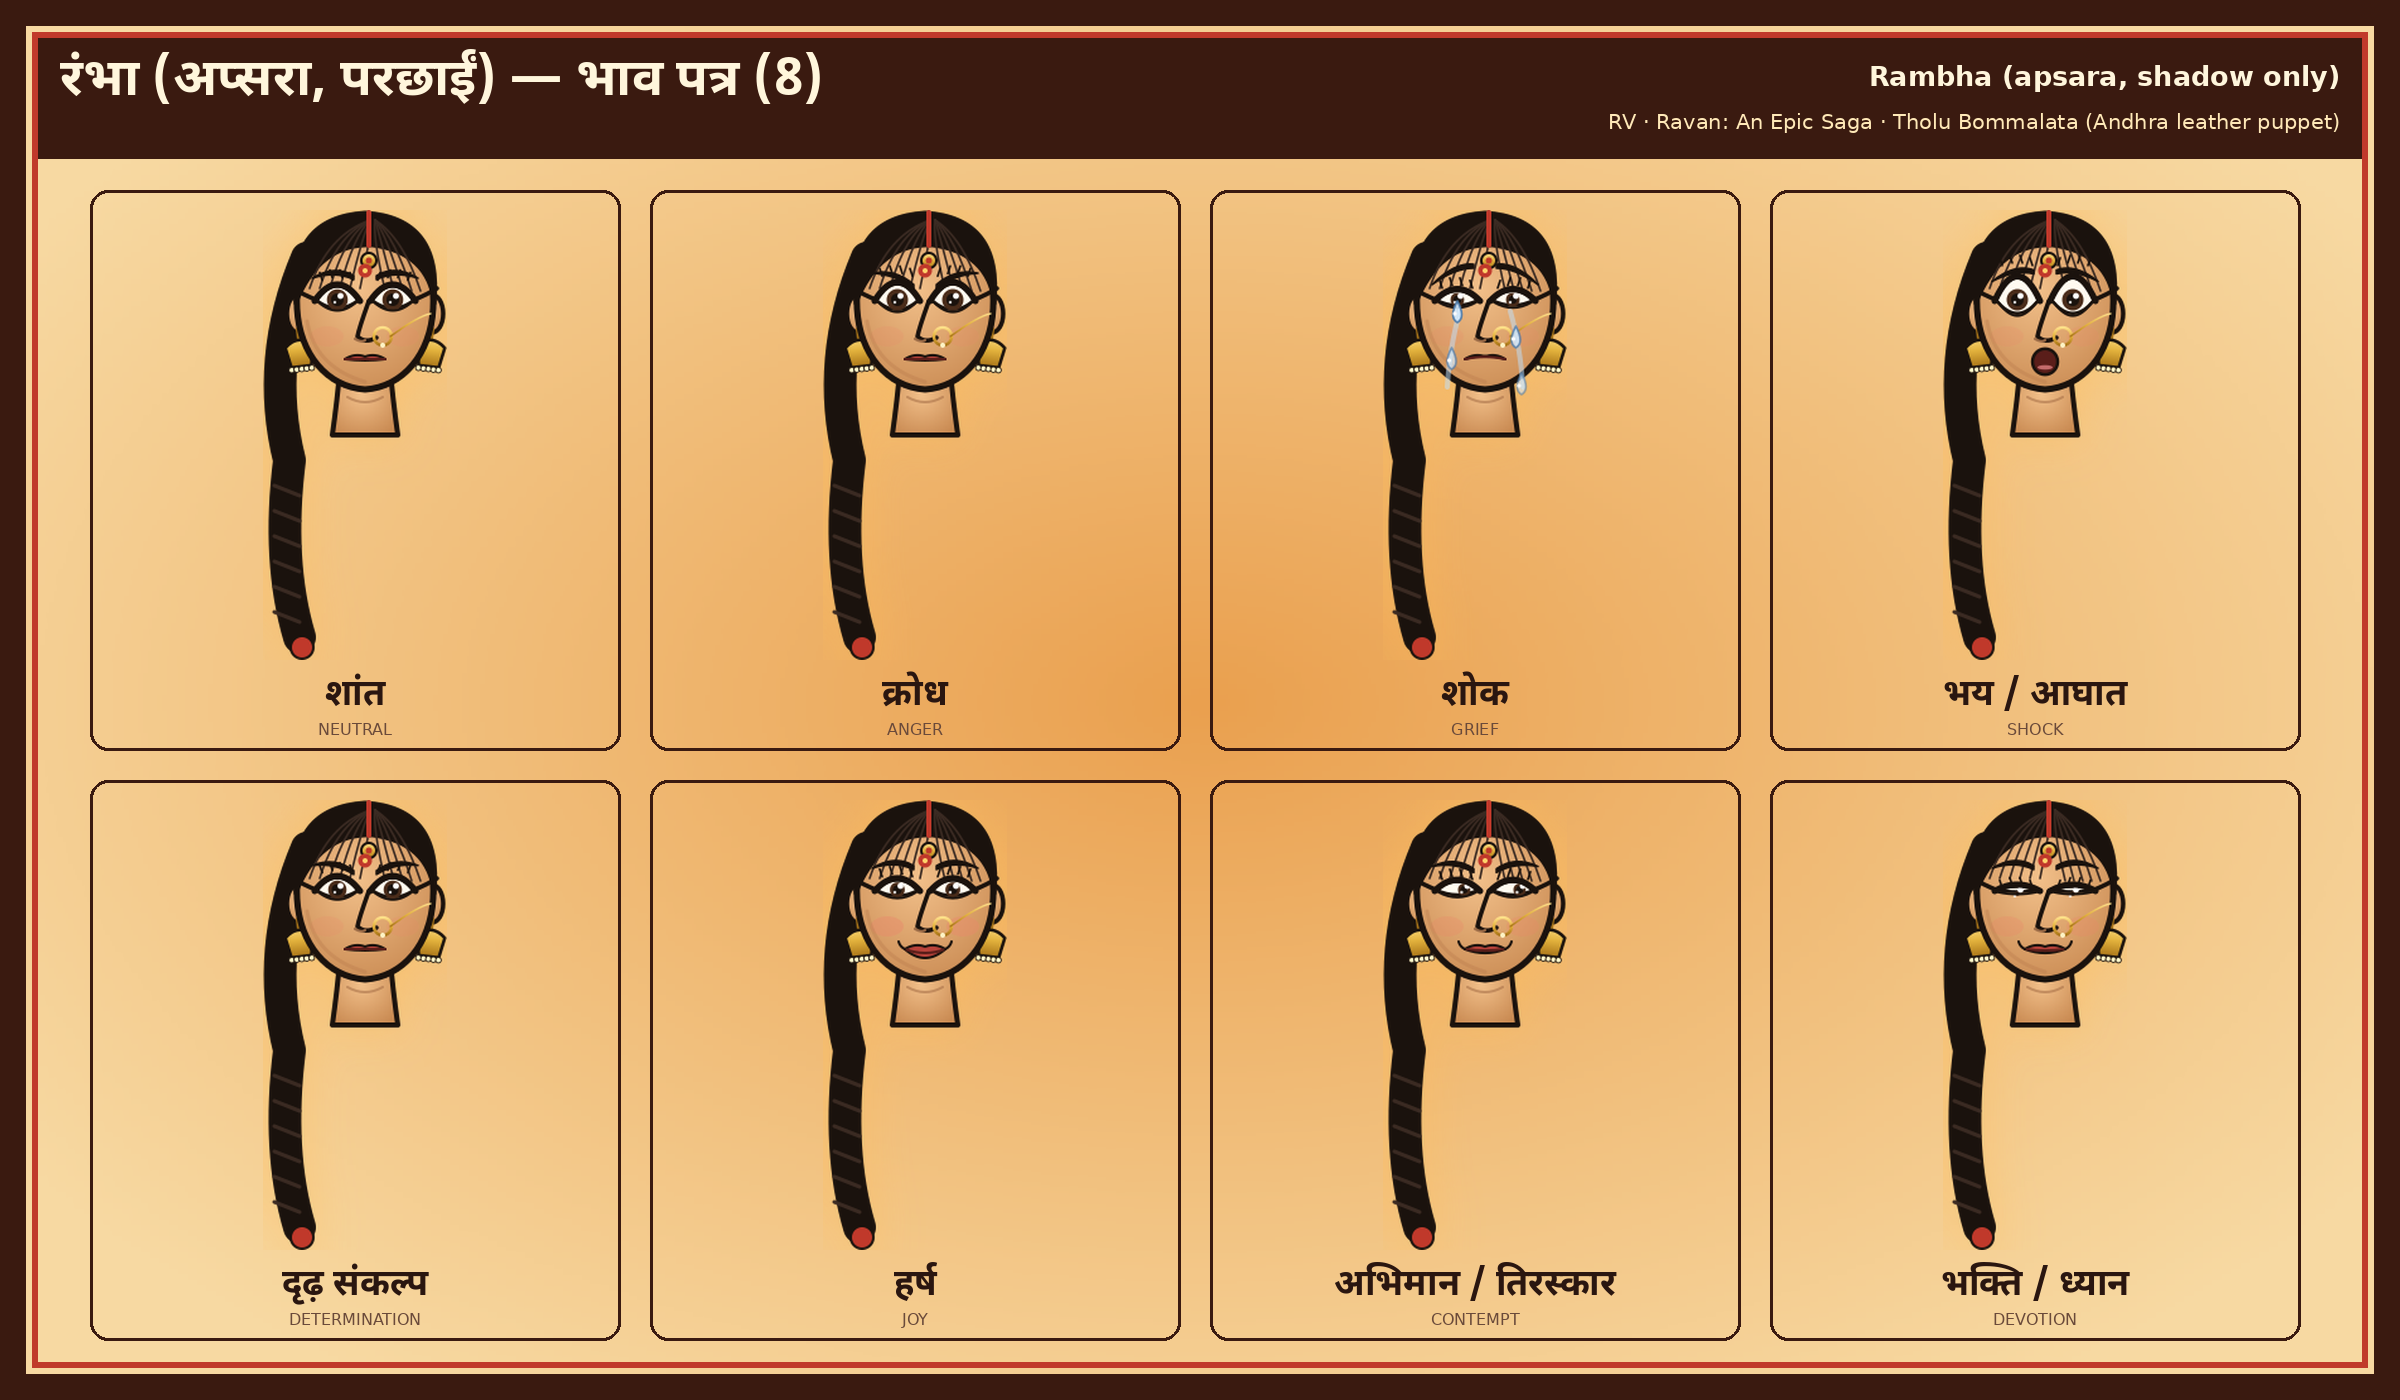 रंभा (अप्सरा, परछाईं) — भाव पत्र (8)
Rambha (apsara, shadow only)
RV · Ravan: An Epic Saga · Tholu Bommalata (Andhra leather puppet)
शांत
NEUTRAL
क्रोध
ANGER
शोक
GRIEF
भय / आघात
SHOCK
दृढ़ संकल्प
DETERMINATION
हर्ष
JOY
अभिमान / तिरस्कार
CONTEMPT
भक्ति / ध्यान
DEVOTION